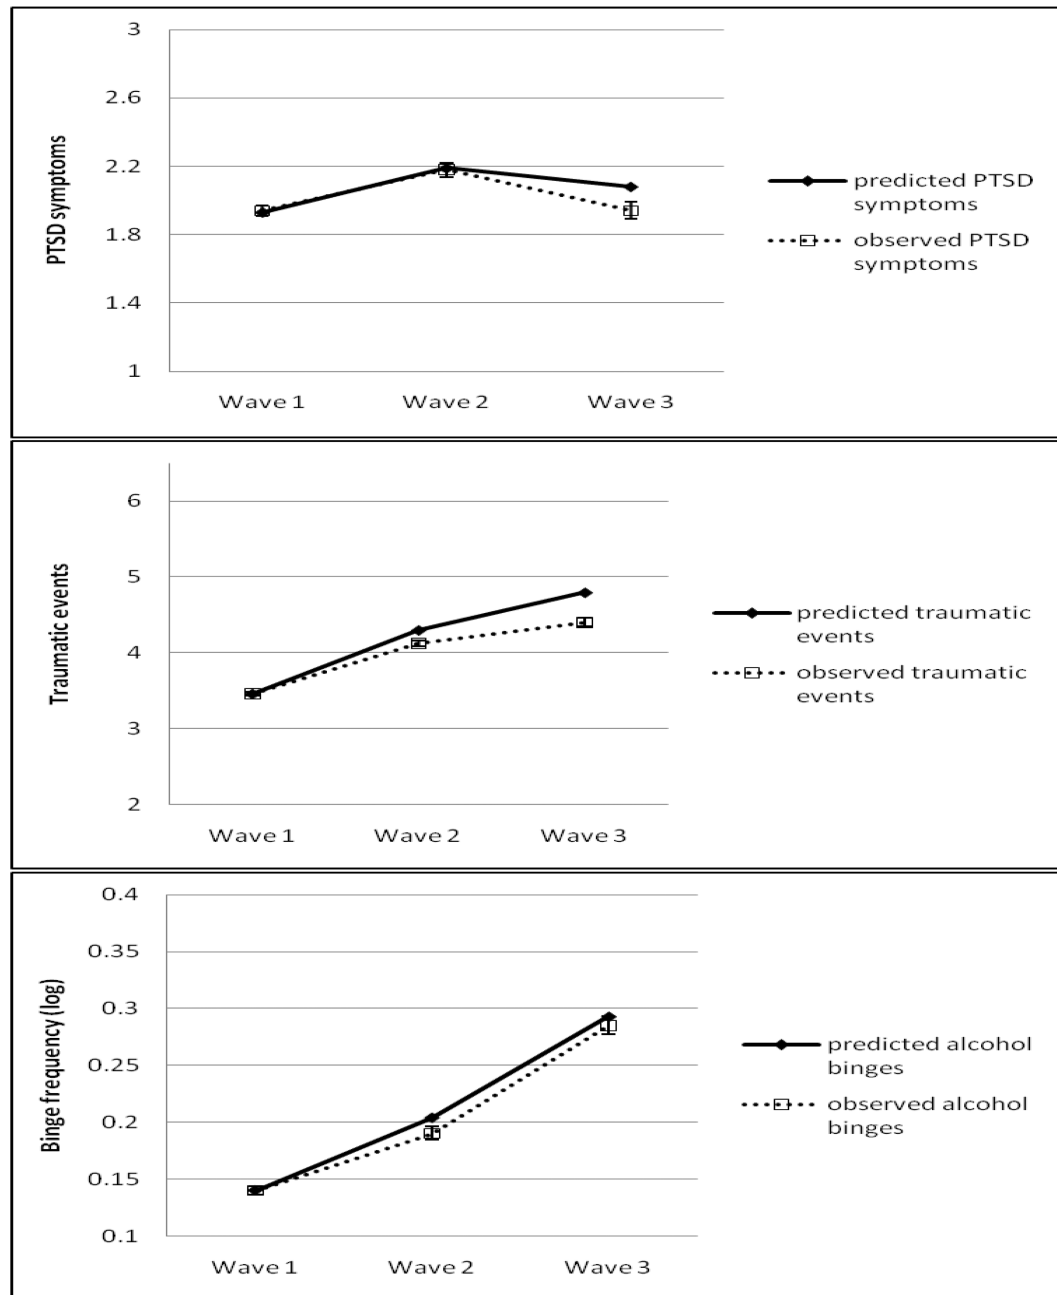 3
2.6
2.2
1.8
1.4
1
PTSD symptoms
Wave 1
Wave 2
Wave 3
predicted PTSD
symptoms
observed PTSD
symptoms
6
5
4
3
2
Traumatic events
Wave 1
Wave 2
Wave 3
predicted traumatic
events
observed traumatic
events
0.4
0.35
0.3
0.25
0.2
0.15
0.1
Binge frequency (log)
Wave 1
Wave 2
Wave 3
predicted alcohol
binges
observed alcohol
binges